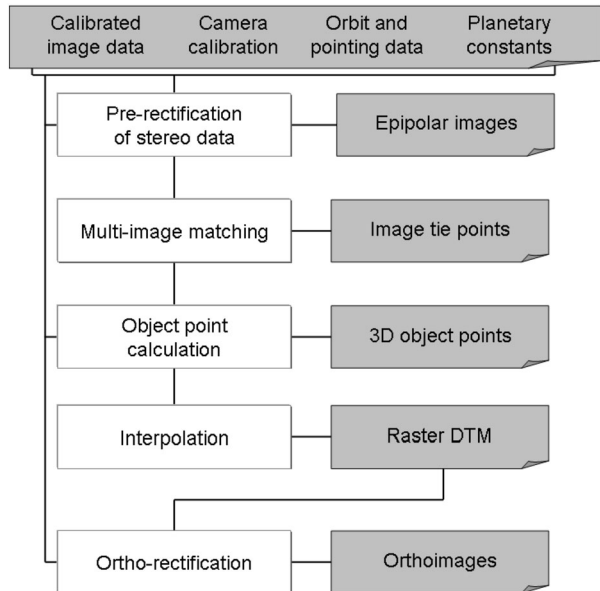 Calibrated image data
Camera calibration
Orbit and pointing data
Planetary constants
Pre-rectification
of stereo data
Epipolar images
Multi-image matching
Image tie points
Object point
calculation
3D object points
Interpolation
Raster DTM
Ortho-rectification
Orthoimages